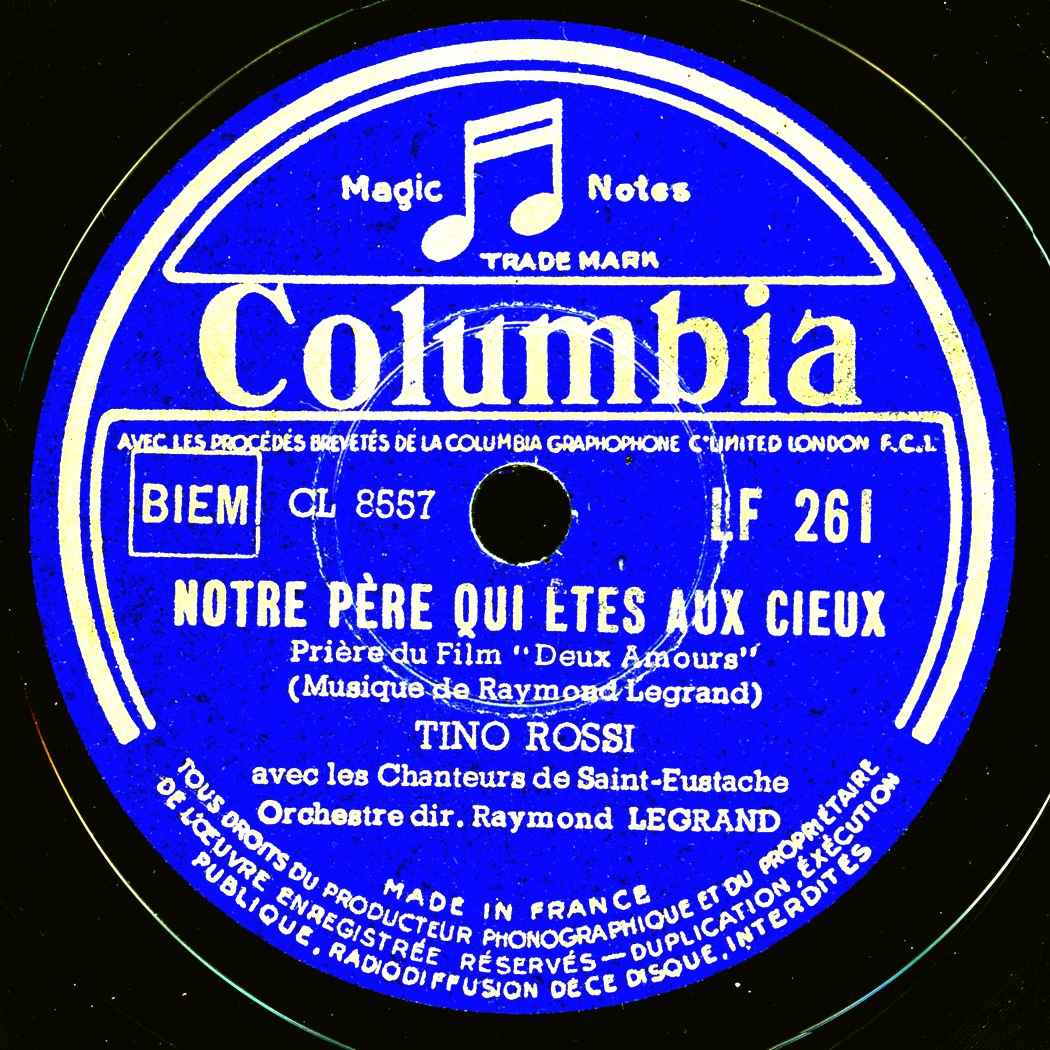 Magic Notes
TRADE MARK
Columbia
AVEC LES PROCÉDÉS BREVETÉS DE LA COLUMBIA GRAPHOPHONE Cº LIMITED LONDON F.C.L
BIEM CL 8557 LF 261
NOTRE PÈRE QUI ÊTES AUX CIEUX
Prière du Film "Deux Amours"
(Musique de Raymond Legrand)
TINO ROSSI
avec les Chanteurs de Saint-Eustache
Orchestre dir. Raymond LEGRAND
MADE IN FRANCE
TOUS DROITS DU PRODUCTEUR PHONOGRAPHIQUE ET DU PROPRIÉTAIRE
DE L'ŒUVRE ENREGISTRÉE RÉSERVÉS — DUPLICATION, ÉXÉCUTION
PUBLIQUE, RADIODIFFUSION DE CE DISQUE, INTERDITÉS